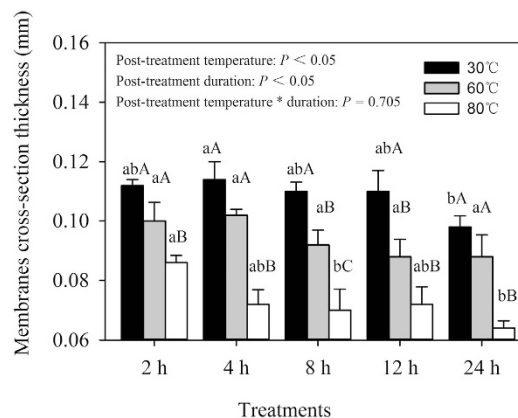 Membranes cross-section thickness (mm)
0.16
0.14
0.12
0.10
0.08
0.06
Post-treatment temperature: P < 0.05
Post-treatment duration: P < 0.05
Post-treatment temperature * duration: P = 0.705
30℃
60℃
80℃
abA aA aB
aA aA abB
abA aB bC
abA aB abB
bA aA bB
2 h 4 h 8 h 12 h 24 h
Treatments